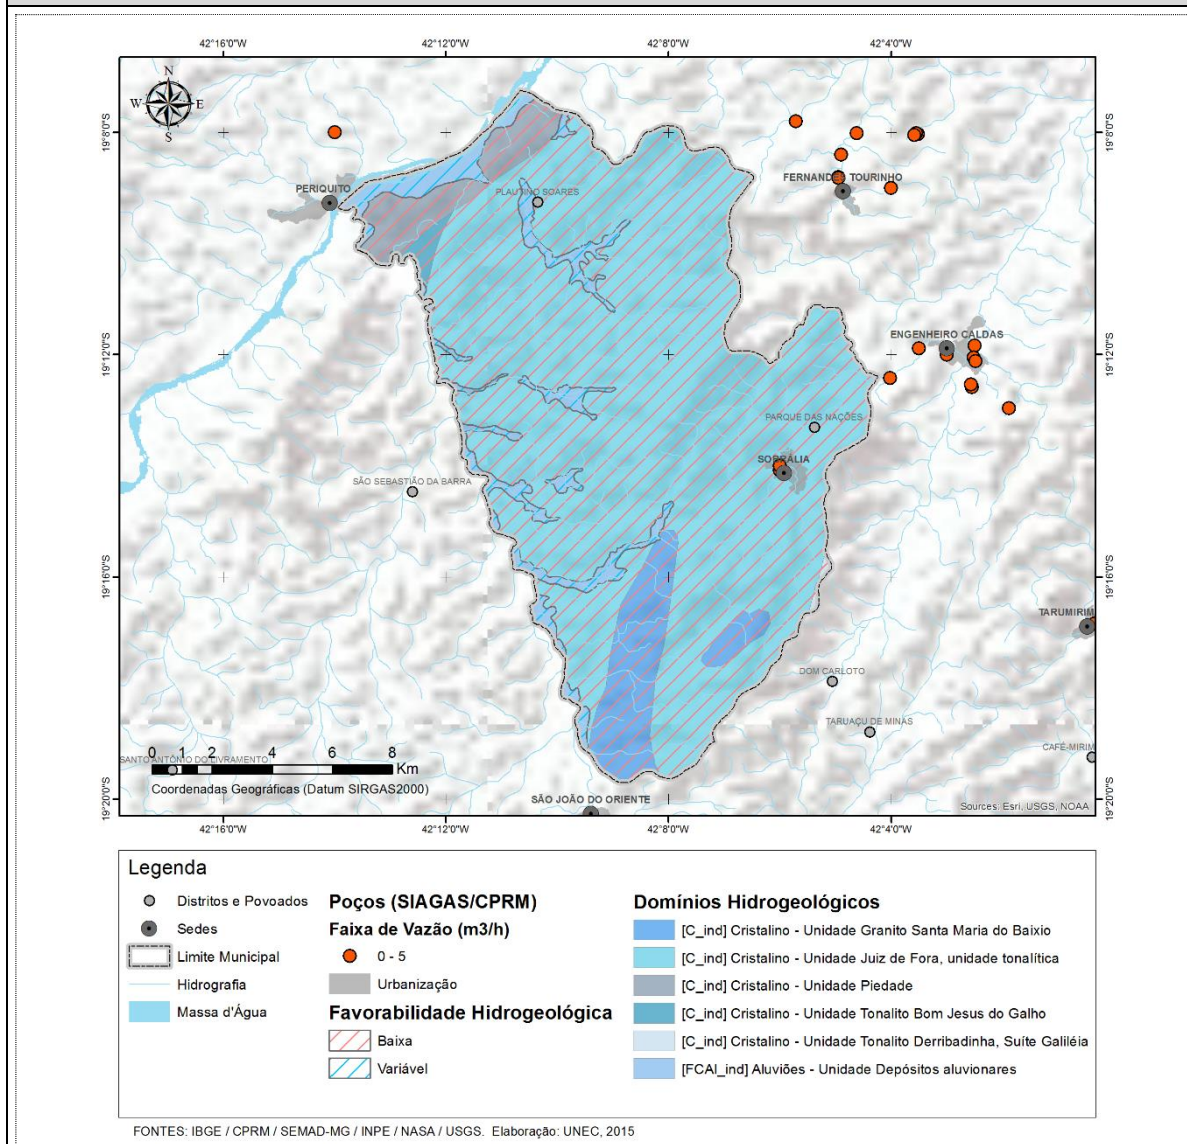 42°16'0"W 42°12'0"W 42°8'0"W 42°4'0"W
N
W E
S
19°8'0"S 19°8'0"S
PERIQUITO
PLAUTINO SOARES
FERNANDES TOURINHO
19°12'0"S 19°12'0"S
ENGENHEIRO CALDAS
PARQUE DAS NAÇÕES
SOBRÁLIA
SÃO SEBASTIÃO DA BARRA
19°16'0"S 19°16'0"S
TARUMIRIM
DOM CARLOTO
TARUAÇU DE MINAS
CAFÉ-MIRIM
SANTO ANTÔNIO DO LIVRAMENTO
0 1 2 4 6 8
Km
Coordenadas Geográficas (Datum SIRGAS2000)
SÃO JOÃO DO ORIENTE
Sources: Esri, USGS, NOAA
19°20'0"S 19°20'0"S
42°16'0"W 42°12'0"W 42°8'0"W 42°4'0"W
Legenda
Distritos e Povoados
Sedes
Limite Municipal
Hidrografia
Massa d'Água
Poços (SIAGAS/CPRM)
Faixa de Vazão (m3/h)
0 - 5
Urbanização
Favorabilidade Hidrogeológica
Baixa
Variável
Domínios Hidrogeológicos
[C_ind] Cristalino - Unidade Granito Santa Maria do Baixio
[C_ind] Cristalino - Unidade Juiz de Fora, unidade tonalítica
[C_ind] Cristalino - Unidade Piedade
[C_ind] Cristalino - Unidade Tonalito Bom Jesus do Galho
[C_ind] Cristalino - Unidade Tonalito Derribadinha, Suíte Galiléia
[FCAl_ind] Aluviões - Unidade Depósitos aluvionares
FONTES: IBGE / CPRM / SEMAD-MG / INPE / NASA / USGS. Elaboração: UNEC, 2015